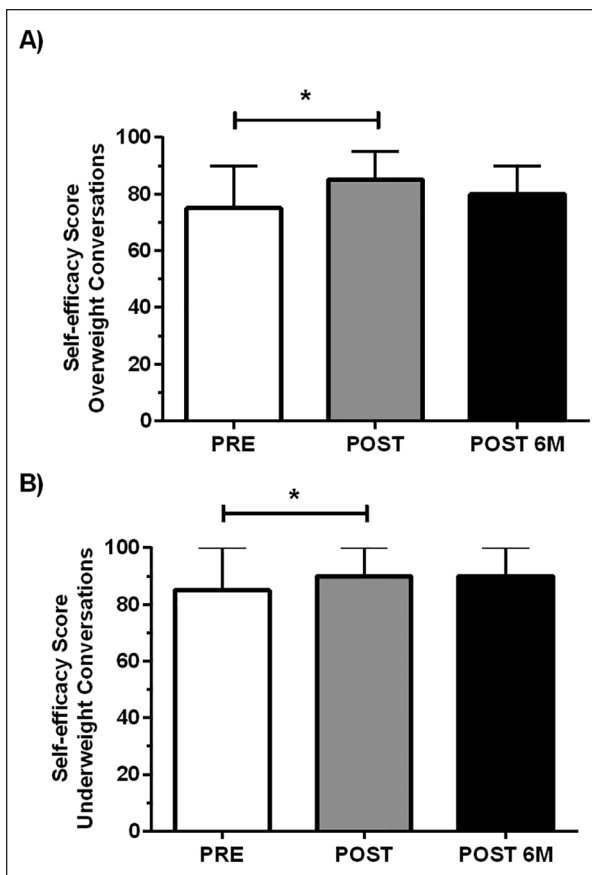 A)
*
100
80
60
40
20
0
Self-efficacy Score
Overweight Conversations
PRE POST POST 6M
B)
*
100
80
60
40
20
0
Self-efficacy Score
Underweight Conversations
PRE POST POST 6M